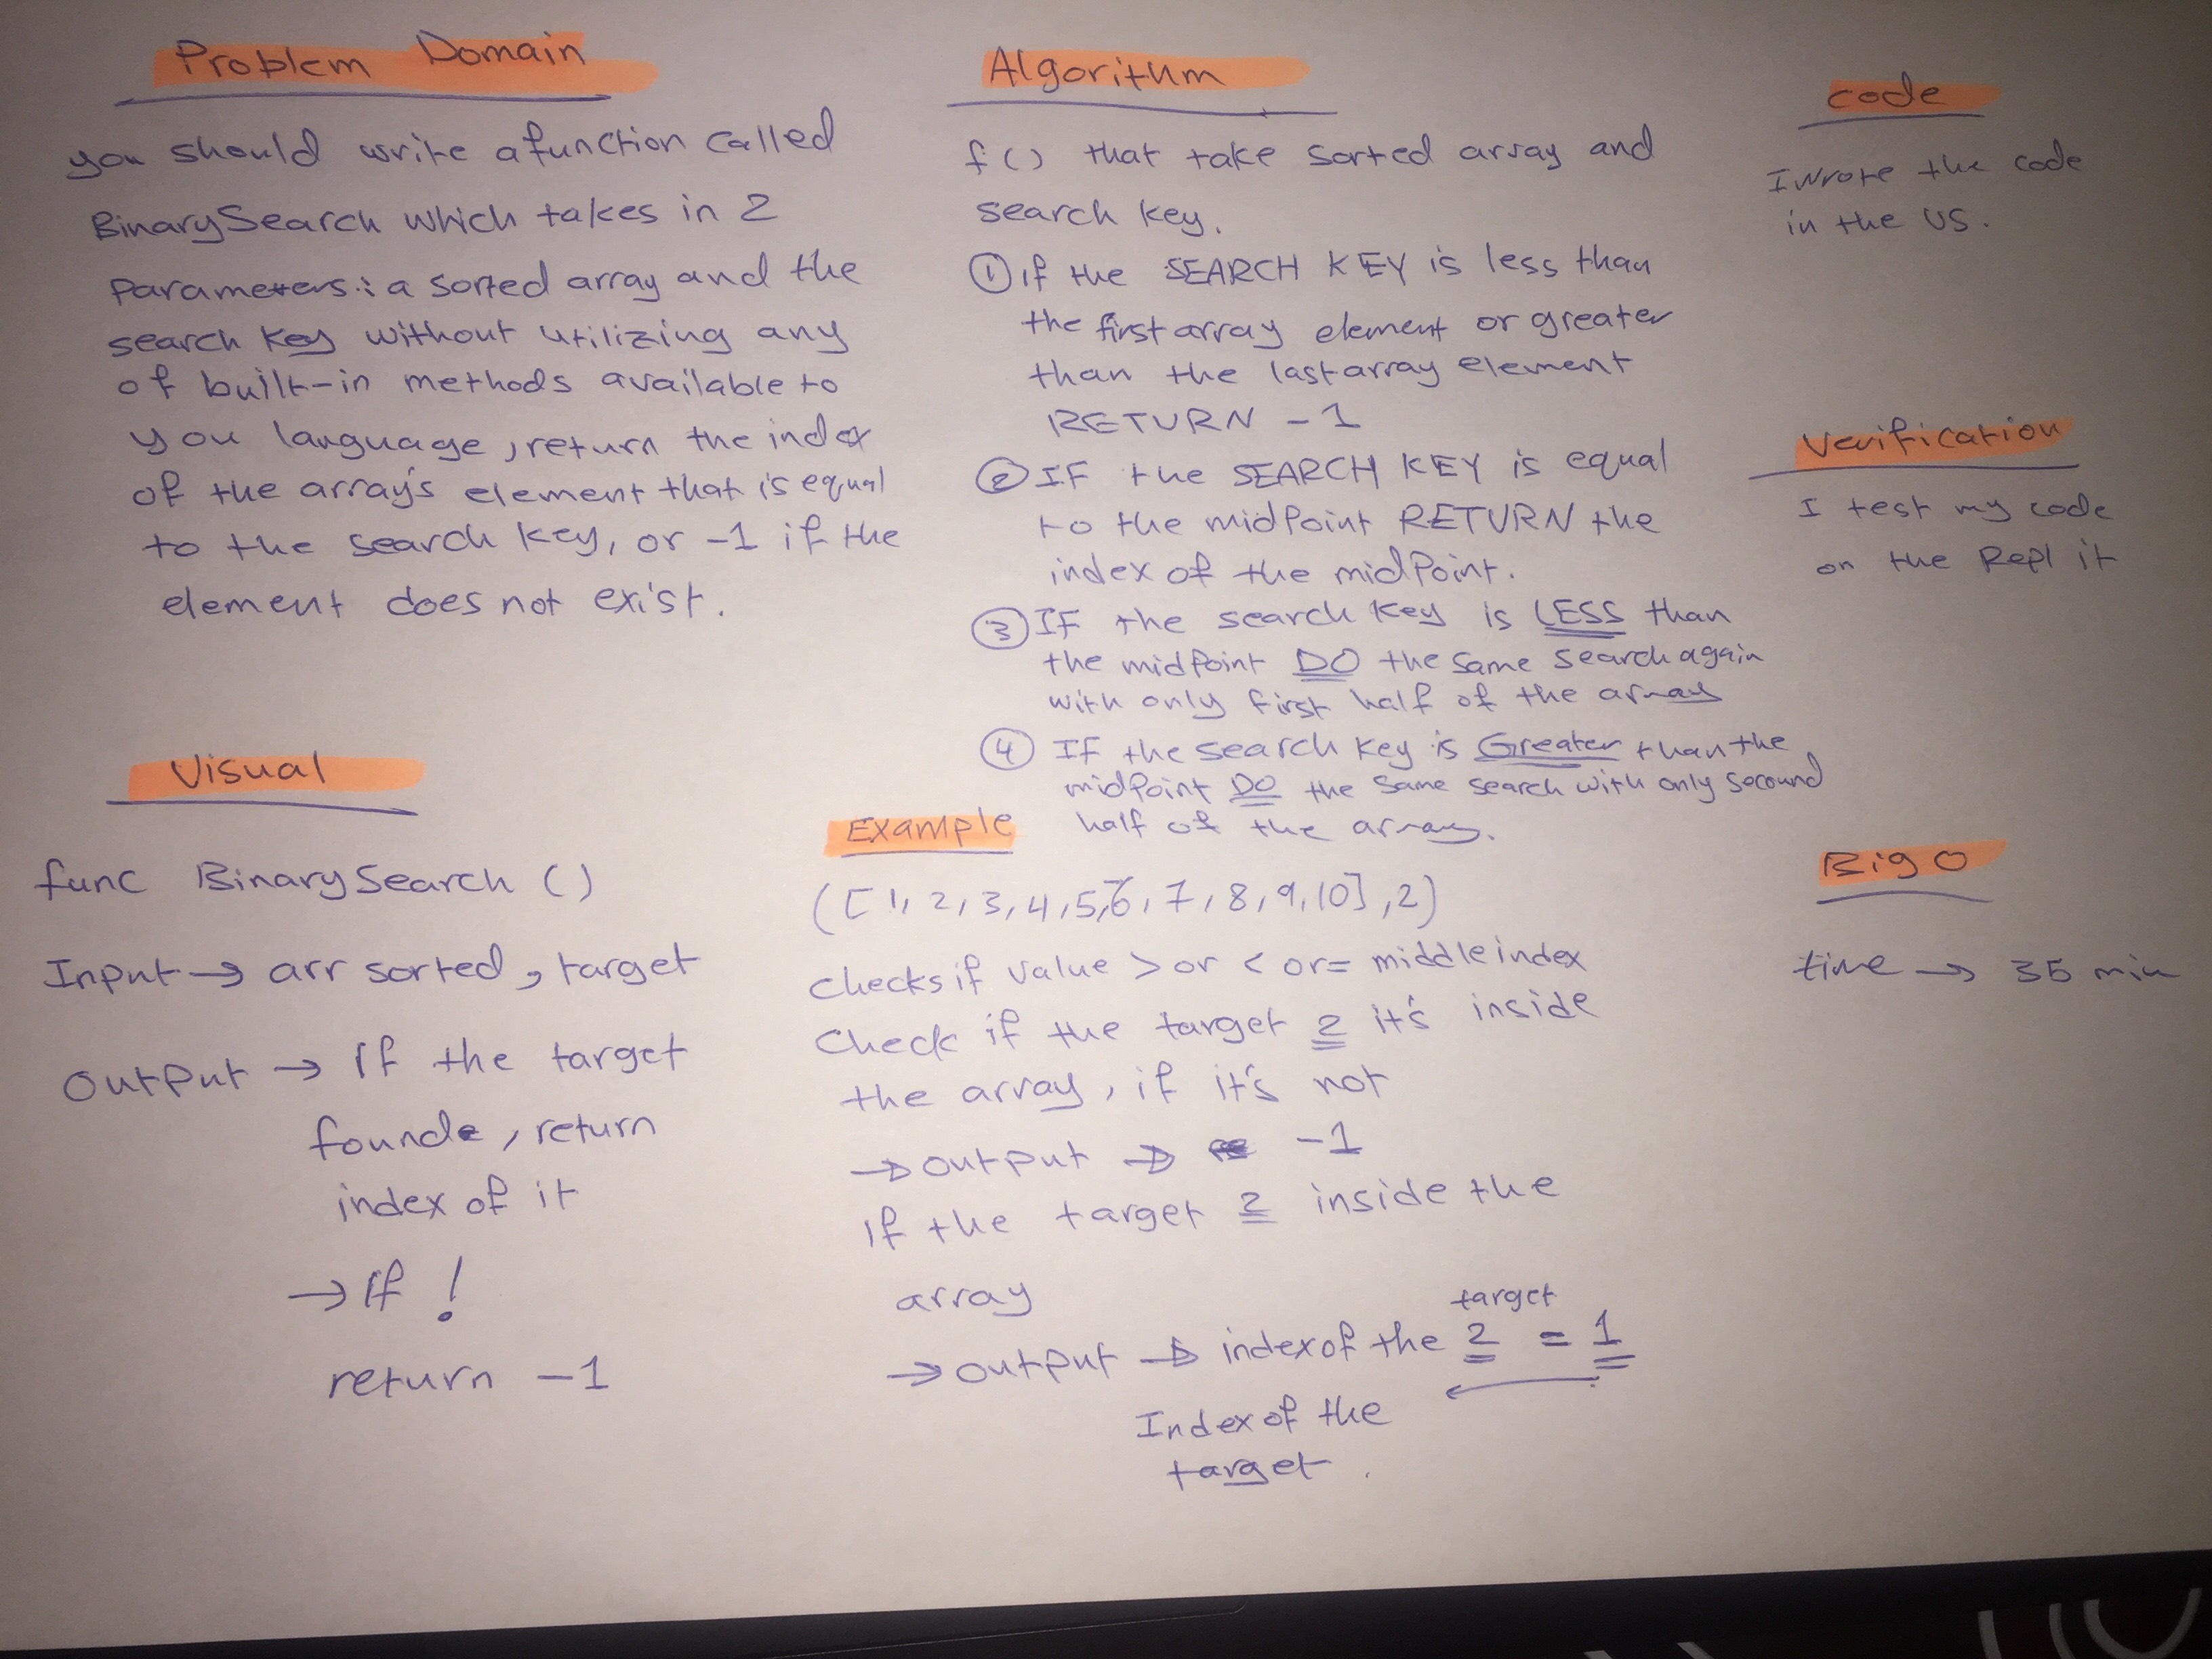 Problem Domain
you should write a function called
BinarySearch which takes in 2
Parameters: a sorted array and the
search key without utilizing any
of built-in methods available to
you language, return the index
of the array's element that is equal
to the search key, or -1 if the
element does not exist.
Visual
func BinarySearch ()
Input → arr sorted, target
Output → If the target
founde, return
index of it
→ If !
return -1
Algorithm
f() that take sorted array and
search key.
① if the SEARCH KEY is less than
the first array element or greater
than the last array element
RETURN -1
② IF the SEARCH KEY is equal
to the midPoint RETURN the
index of the midPoint.
③ IF the search key is LESS than
the midPoint DO the same search again
with only first half of the array
④ IF the search key is Greater than the
midPoint DO the same search with only second
half of the array.
Example
([1,2,3,4,5,6,7,8,9,10],2)
checks if value > or < or = middle index
Check if the target 2 it's inside
the array, if it's not
→ output → -1
if the target 2 inside the
array
→ output → index of the 2 = 1
target
Index of the
target.
Code
I wrote the code
in the VS.
Verification
I test my code
on the Repl it
Big O
time → 35 min